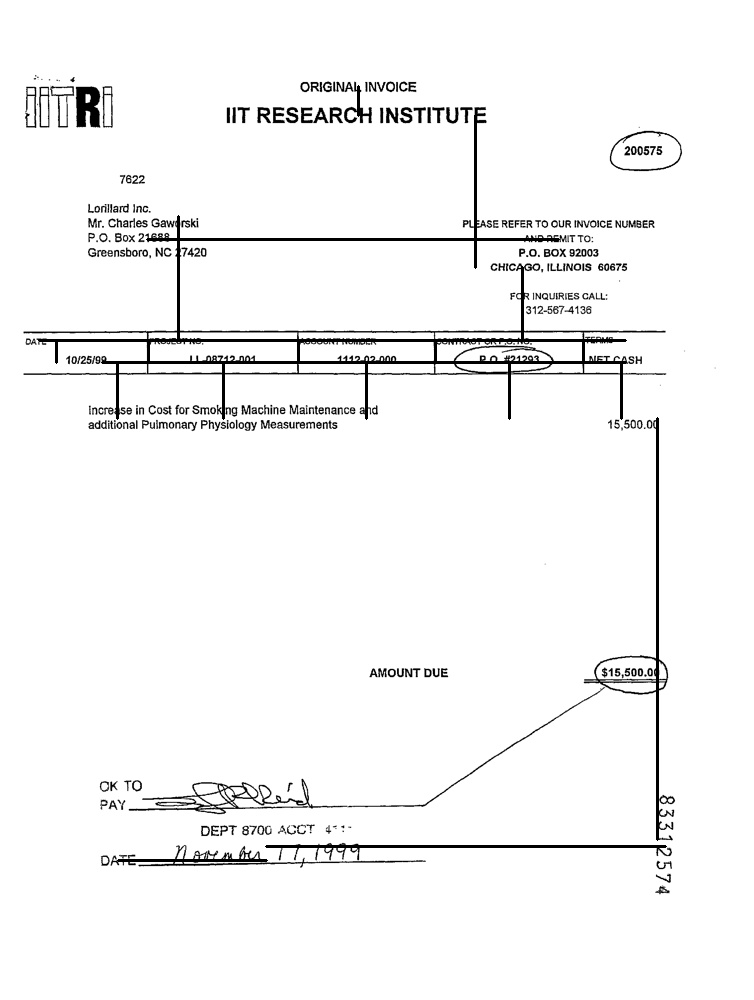 IITRI
ORIGINAL INVOICE
IIT RESEARCH INSTITUTE
200575
7622
Lorillard Inc.
Mr. Charles Gaworski
P.O. Box 21688
Greensboro, NC 27420
PLEASE REFER TO OUR INVOICE NUMBER
AND REMIT TO:
P.O. BOX 92003
CHICAGO, ILLINOIS 60675
FOR INQUIRIES CALL:
312-567-4136
DATE PROJECT NO. ACCOUNT NUMBER CONTRACT OR P.O. NO. TERMS
10/25/99 LL-08712-001 1112-02-000 P.O. #21293 NET CASH
Increase in Cost for Smoking Machine Maintenance and
additional Pulmonary Physiology Measurements 15,500.00
AMOUNT DUE $15,500.00
OK TO
PAY
DEPT 8700 ACCT
DATE November 17, 1999
83312574